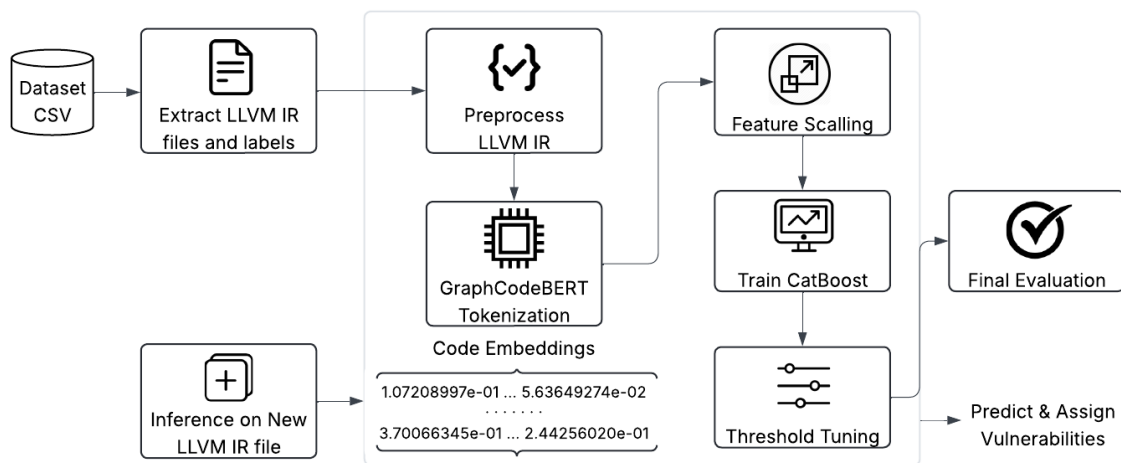 Dataset
CSV
Extract LLVM IR
files and labels
Preprocess
LLVM IR
GraphCodeBERT
Tokenization
Code Embeddings
1.07208997e-01 ... 5.63649274e-02
. . . . . . .
3.70066345e-01 ... 2.44256020e-01
Feature Scalling
Train CatBoost
Threshold Tuning
Final Evaluation
Inference on New
LLVM IR file
Predict & Assign
Vulnerabilities